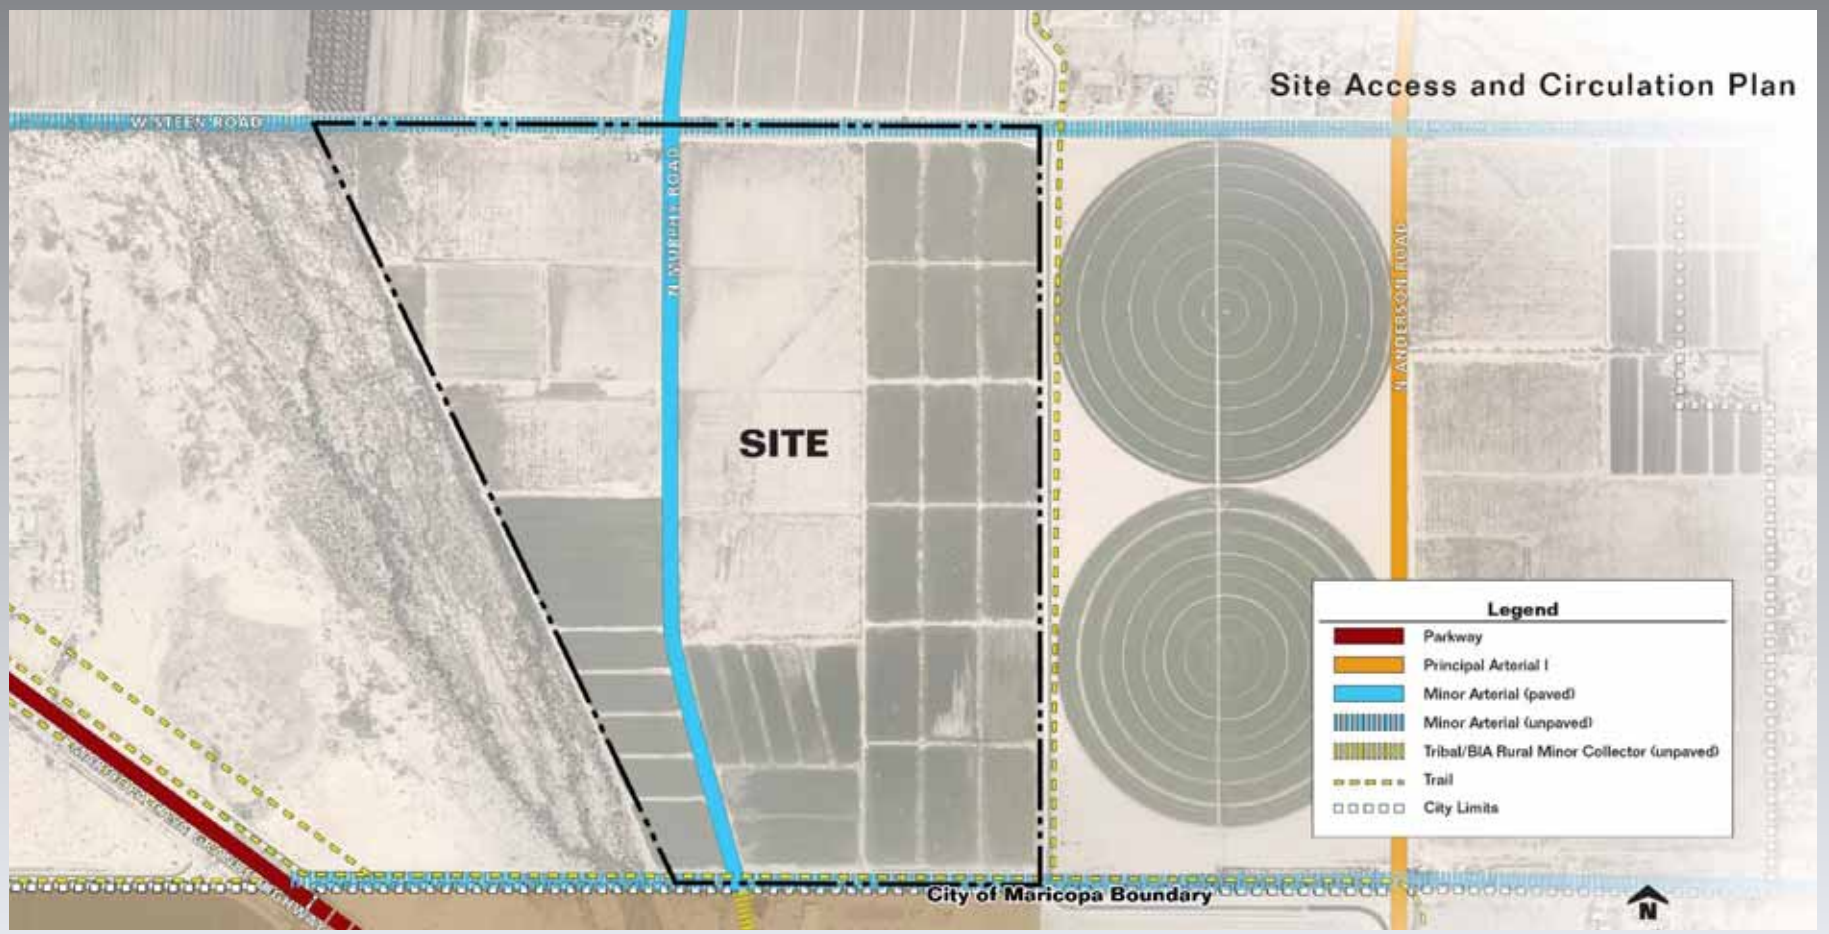 Site Access and Circulation Plan
W STEEN ROAD
N MURPHY ROAD
N ANDERSON ROAD
SITE
Legend
Parkway
Principal Arterial I
Minor Arterial (paved)
Minor Arterial (unpaved)
Tribal/BIA Rural Minor Collector (unpaved)
Trail
City Limits
City of Maricopa Boundary
N